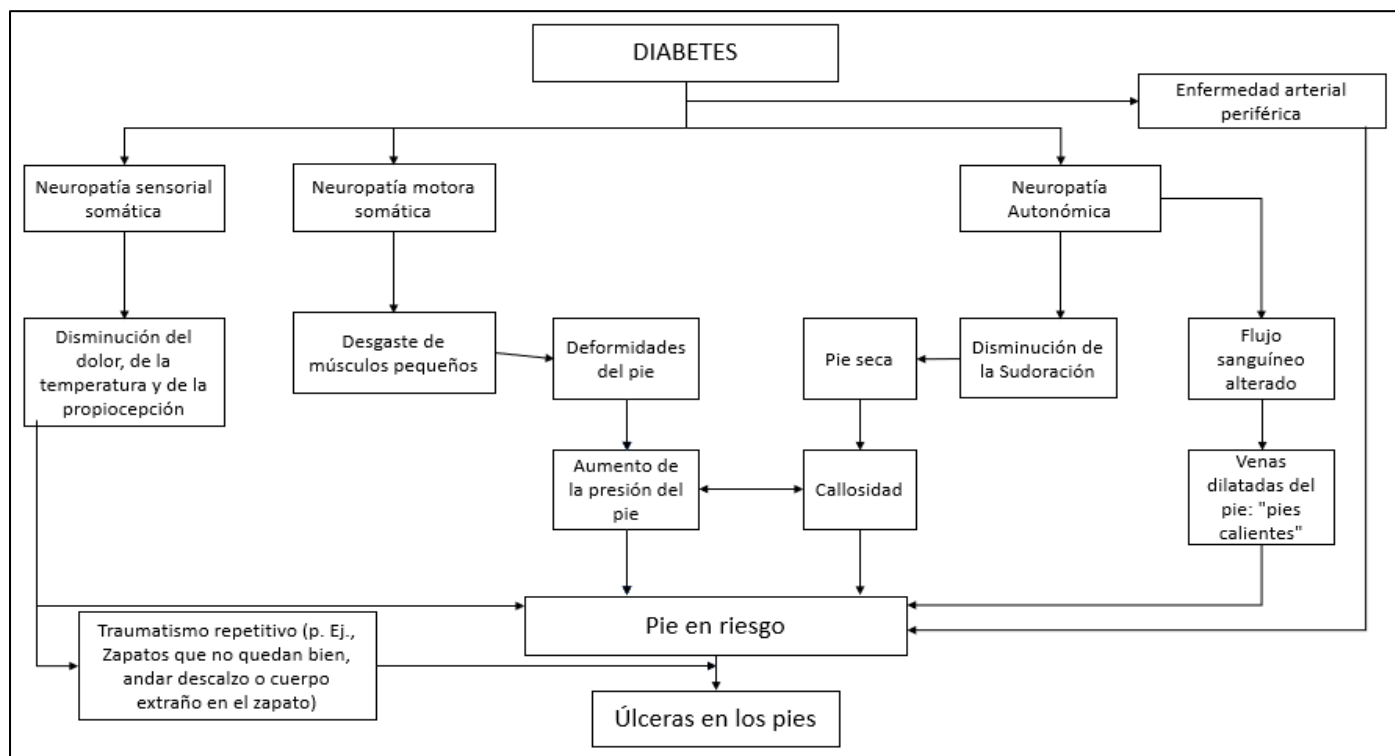 DIABETES
Enfermedad arterial
periférica
Neuropatía sensorial
somática
Neuropatía motora
somática
Neuropatía
Autonómica
Disminución del
dolor, de la
temperatura y de la
propiocepción
Desgaste de
músculos pequeños
Deformidades
del pie
Pie seca
Disminución de
la Sudoración
Flujo
sanguíneo
alterado
Aumento de
la presión del
pie
Callosidad
Venas
dilatadas del
pie: "pies
calientes"
Pie en riesgo
Traumatismo repetitivo (p. Ej.,
Zapatos que no quedan bien,
andar descalzo o cuerpo
extraño en el zapato)
Úlceras en los pies